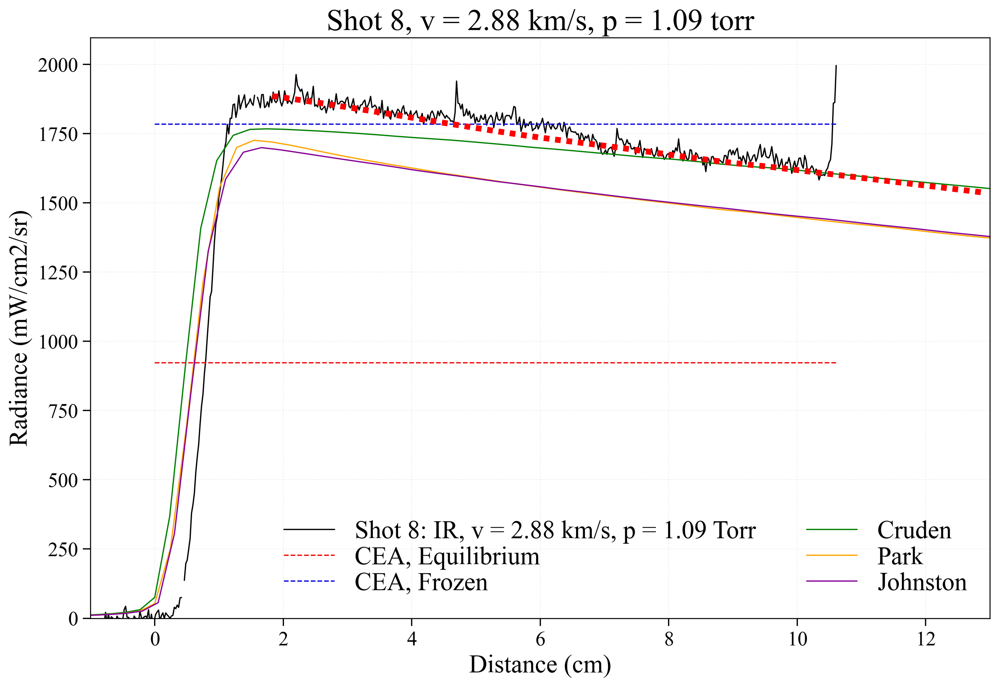 Shot 8, v = 2.88 km/s, p = 1.09 torr
Radiance (mW/cm2/sr)
2000
1750
1500
1250
1000
750
500
250
0
Shot 8: IR, v = 2.88 km/s, p = 1.09 Torr
CEA, Equilibrium
CEA, Frozen
Cruden
Park
Johnston
0 2 4 6 8 10 12
Distance (cm)